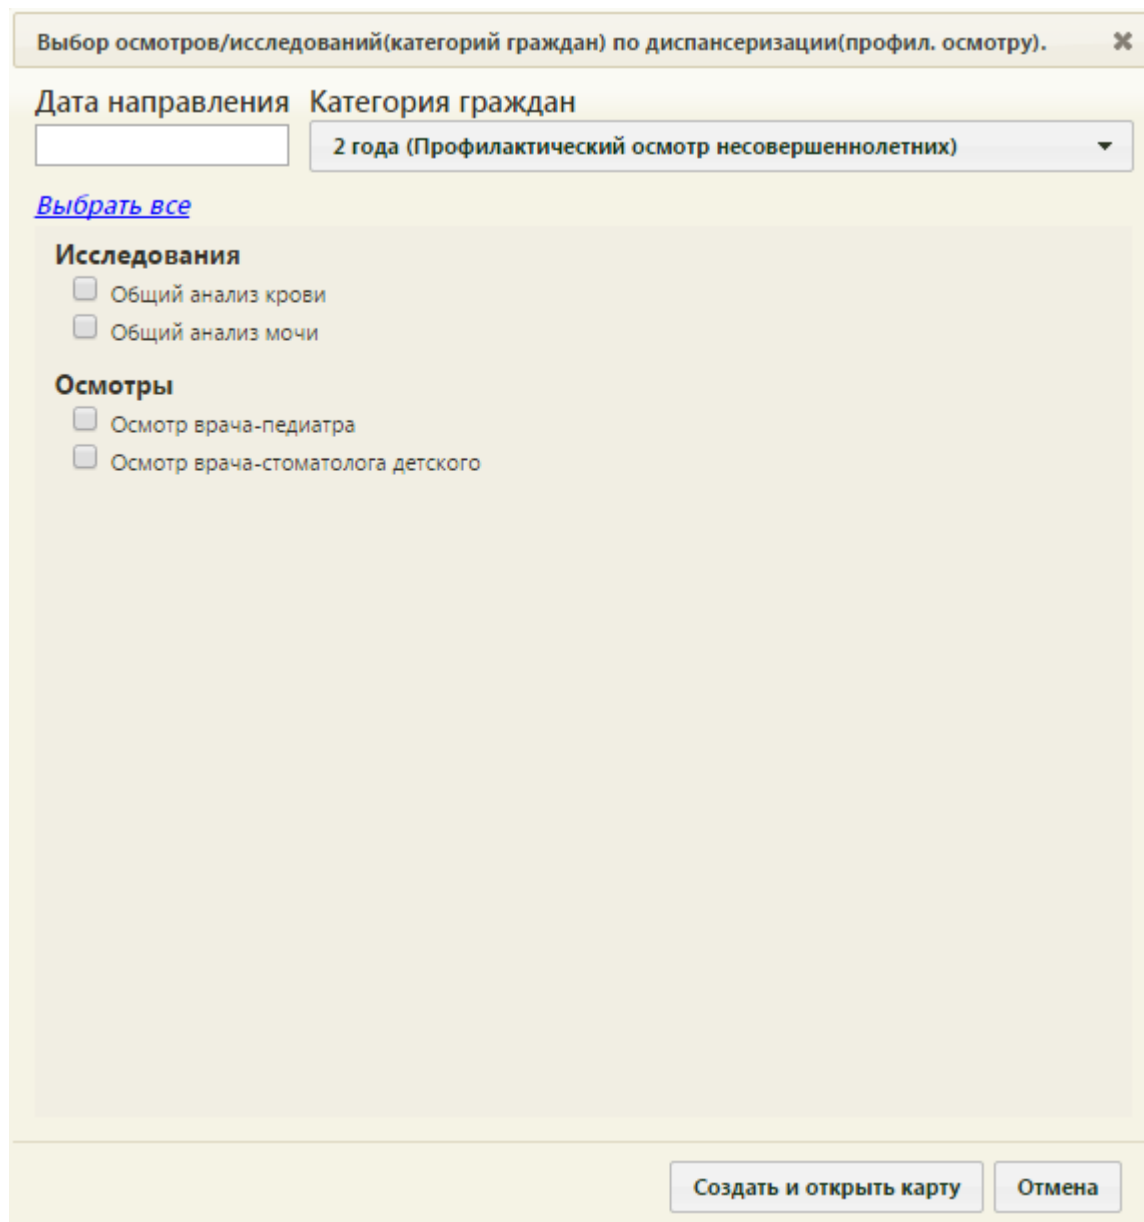 Выбор осмотров/исследований(категорий граждан) по диспансеризации(профил. осмотру).
Дата направления Категория граждан
2 года (Профилактический осмотр несовершеннолетних)
Выбрать все
Исследования
Общий анализ крови
Общий анализ мочи
Осмотры
Осмотр врача-педиатра
Осмотр врача-стоматолога детского
Создать и открыть карту Отмена